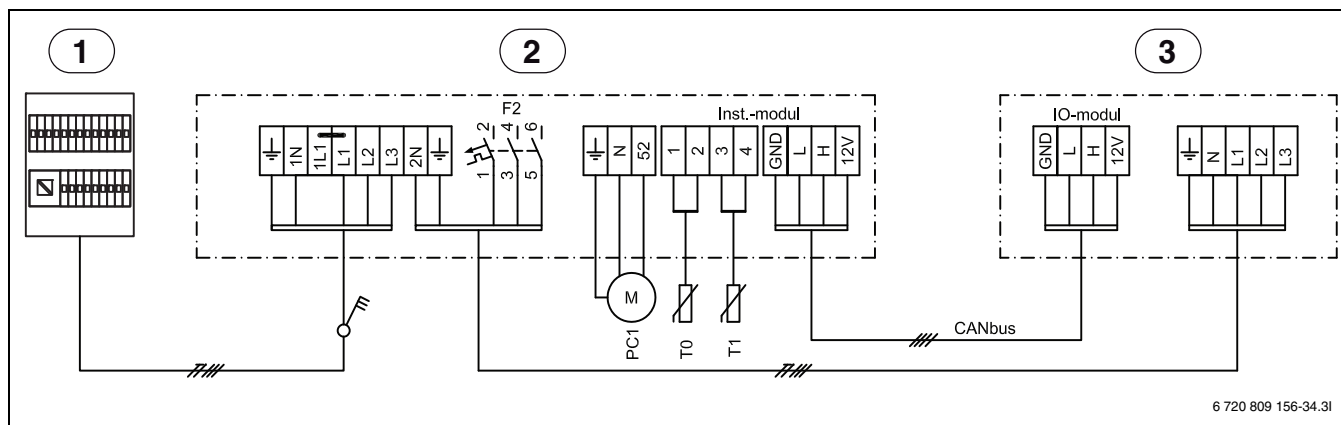 1
2
3
F2
Inst.-modul
IO-modul
1N
1L1
L1
L2
L3
2N
2
4
6
1
3
5
N
52
1
2
3
4
GND
L
H
12V
GND
L
H
12V
N
L1
L2
L3
M
PC1
T0
T1
CANbus
6 720 809 156-34.3I